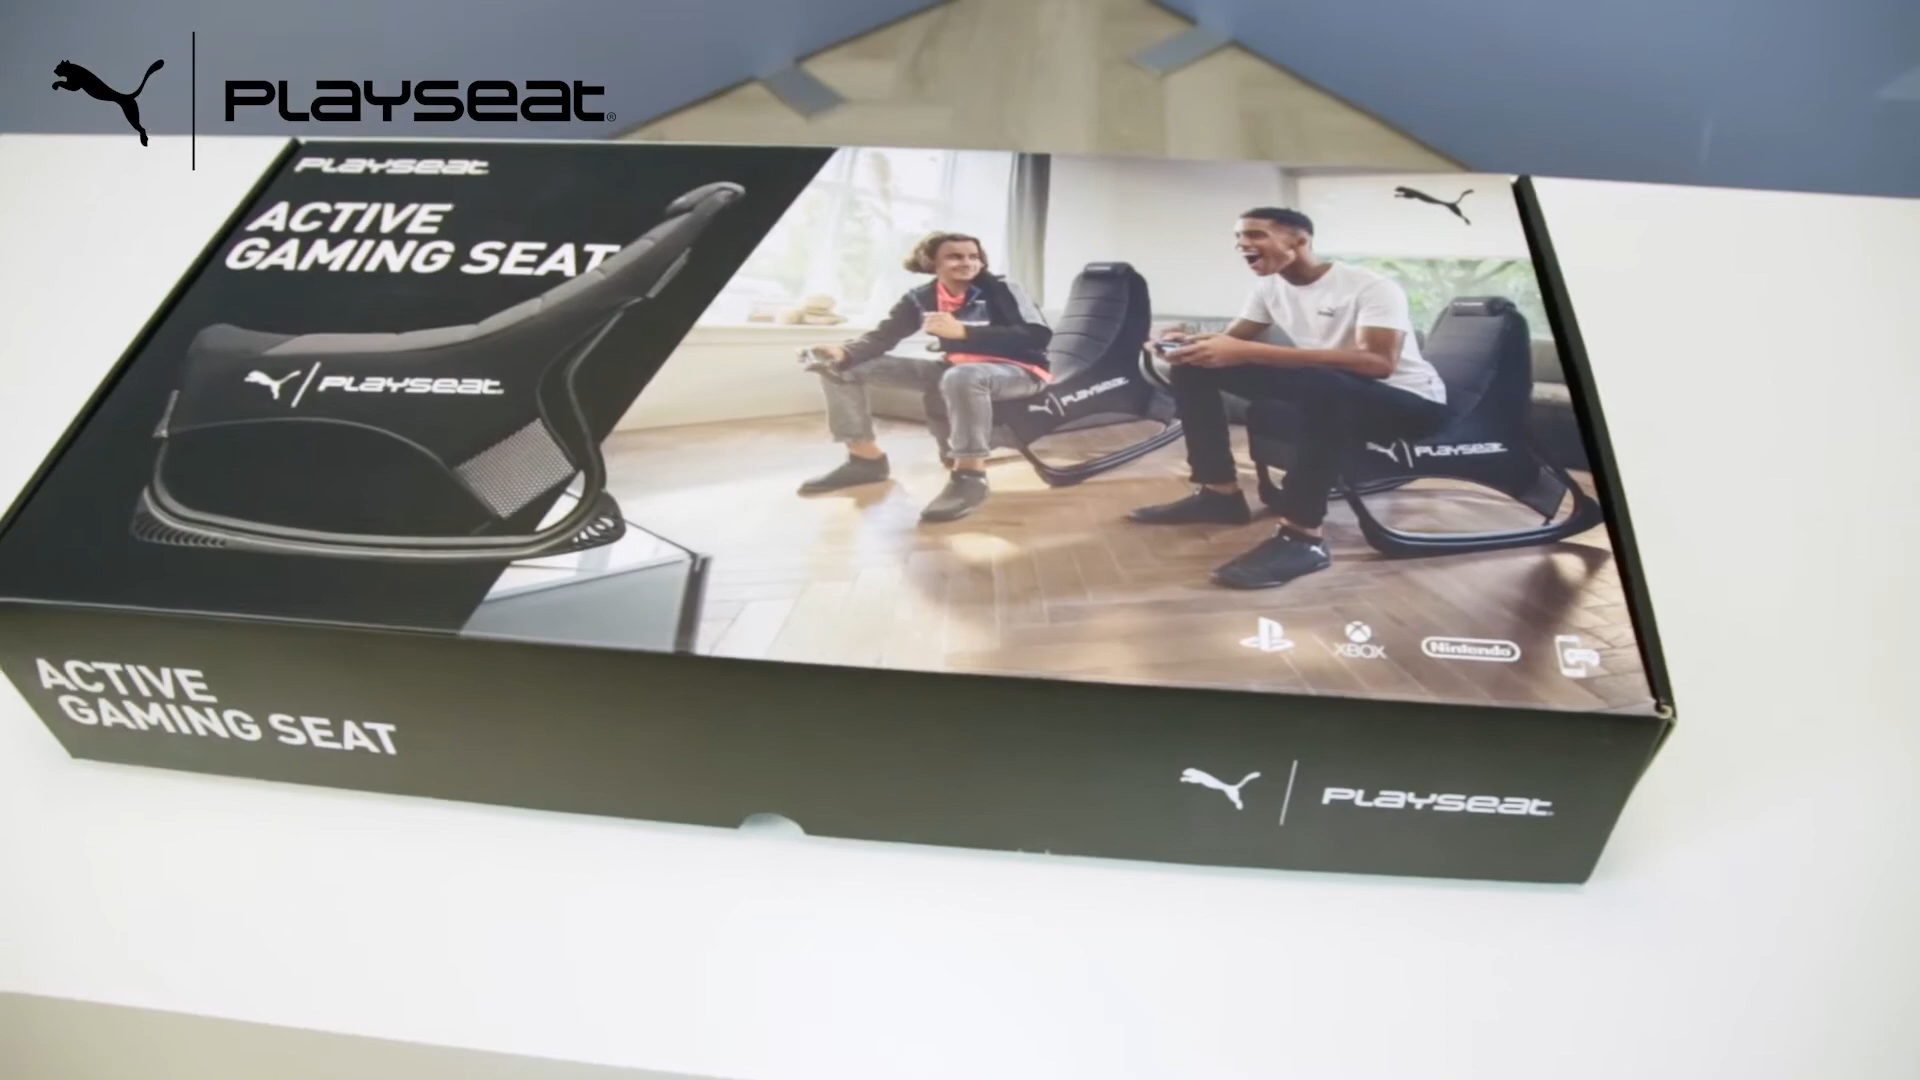 PLAYSEAT®
PLAYSEAT
ACTIVE
GAMING SEAT
PLAYSEAT
PLAYSEAT
PLAYSEAT
XBOX
Nintendo
ACTIVE
GAMING SEAT
PLAYSEAT